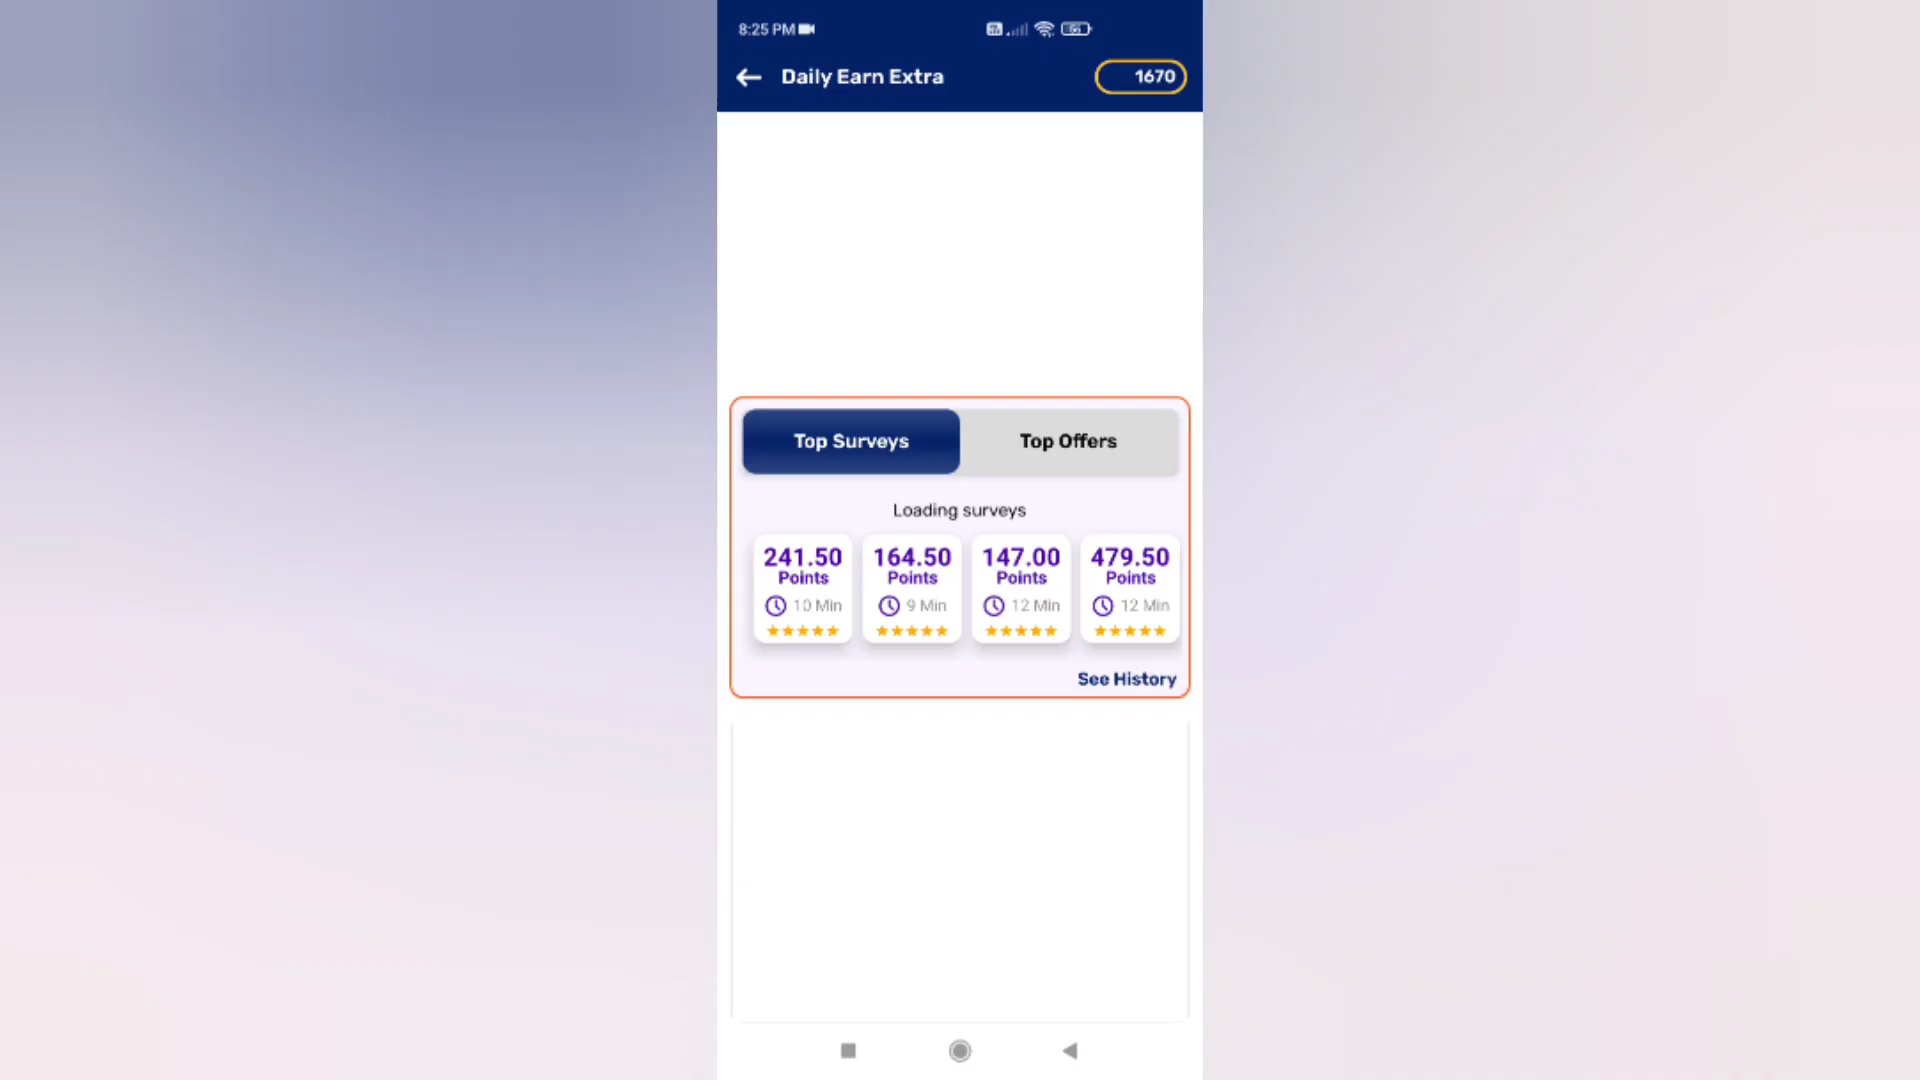 8:25 PM
Daily Earn Extra
1670
Top Surveys
Top Offers
Loading surveys
241.50 164.50 147.00 479.50
Points Points Points Points
10 Min 9 Min 12 Min 12 Min
See History